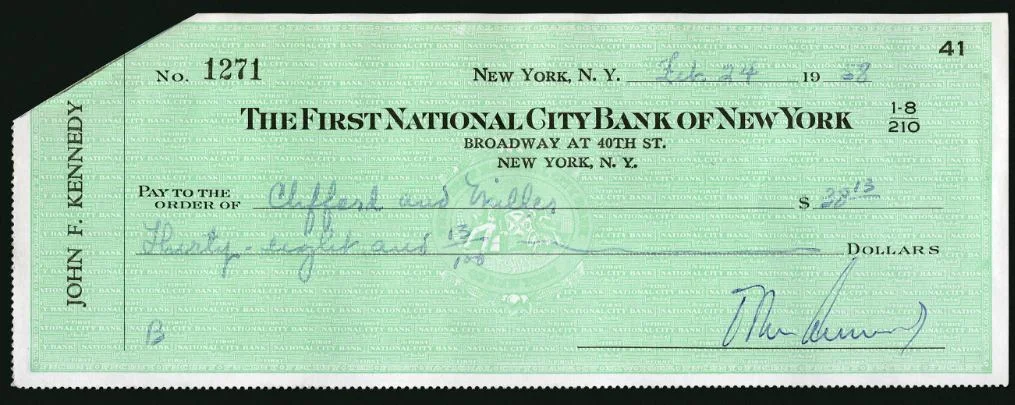 41
No. 1271 New York, N. Y. Feb. 24 19 58
The First National City Bank of New York 1-8/210
BROADWAY AT 40TH ST.
NEW YORK, N. Y.
JOHN F. KENNEDY
Pay to the order of Clifford and $ 38 13
Thirty-eight and 13/100 Dollars
B
John Kennedy